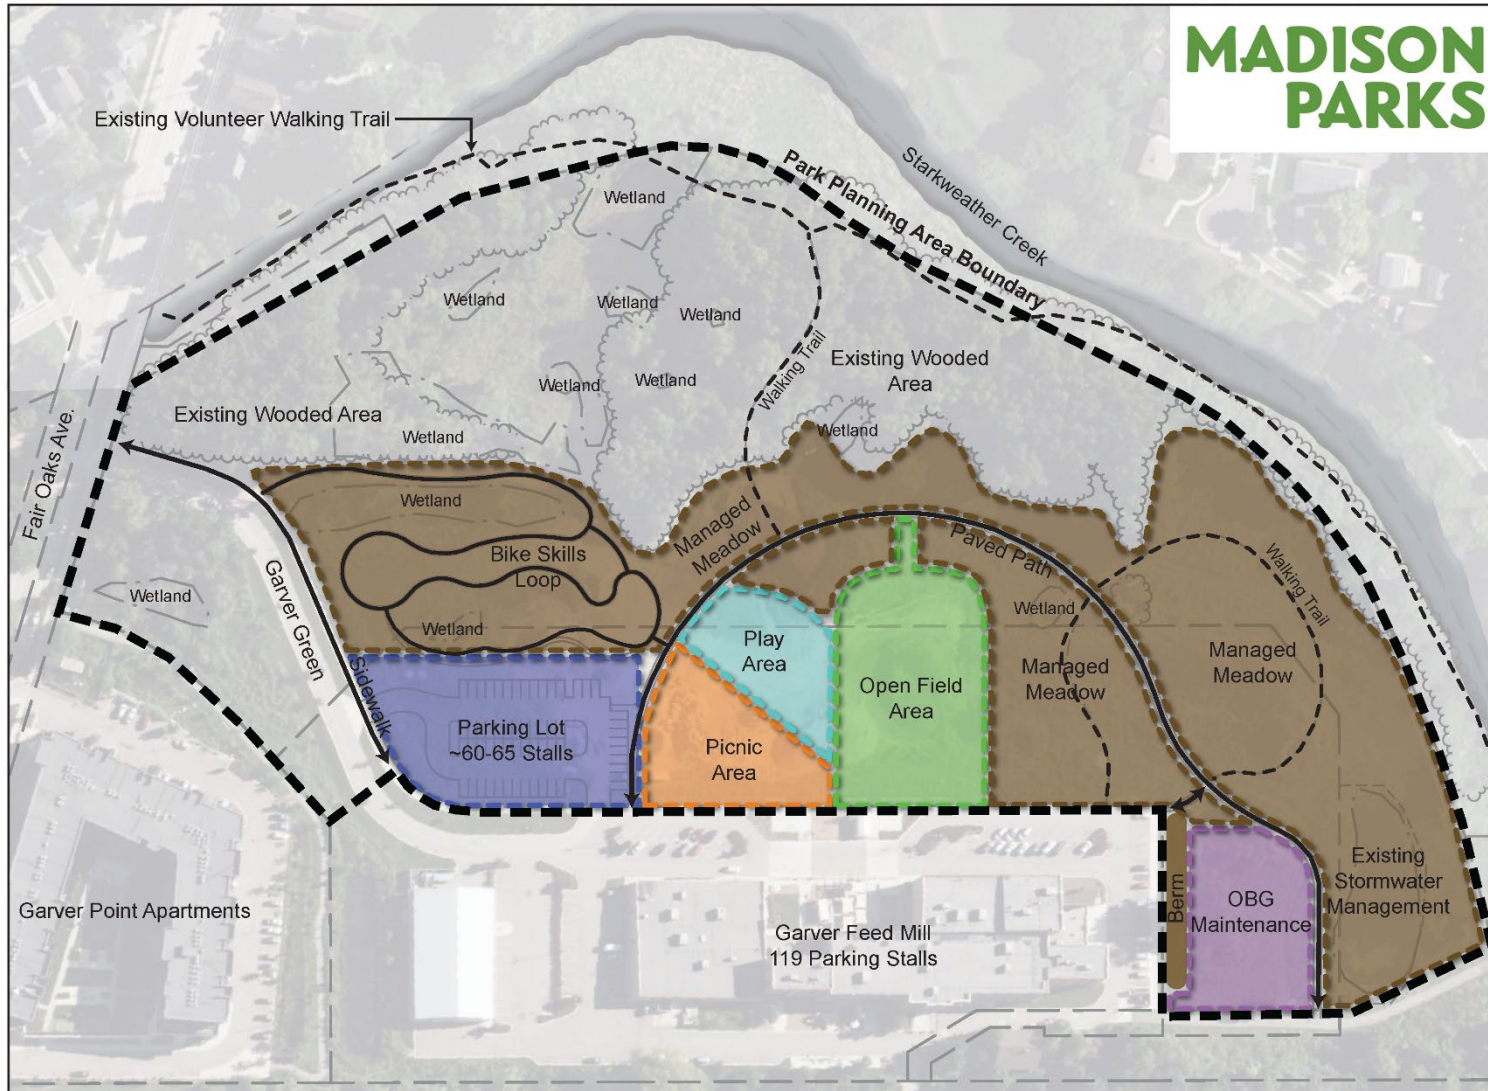 MADISON
PARKS
Existing Volunteer Walking Trail
Starkweather Creek
Park Planning Area Boundary
Wetland
Wetland
Wetland
Wetland
Walking Trail
Existing Wooded
Area
Wetland
Wetland
Existing Wooded Area
Wetland
Wetland
Fair Oaks Ave.
Wetland
Managed
Meadow
Paved Path
Bike Skills
Loop
Walking Trail
Garver Green
Wetland
Wetland
Wetland
Play
Area
Managed
Meadow
Managed
Meadow
Sidewalk
Open Field
Area
Parking Lot
~60-65 Stalls
Picnic
Area
Existing
Stormwater
Management
Berm
OBG
Maintenance
Garver Point Apartments
Garver Feed Mill
119 Parking Stalls